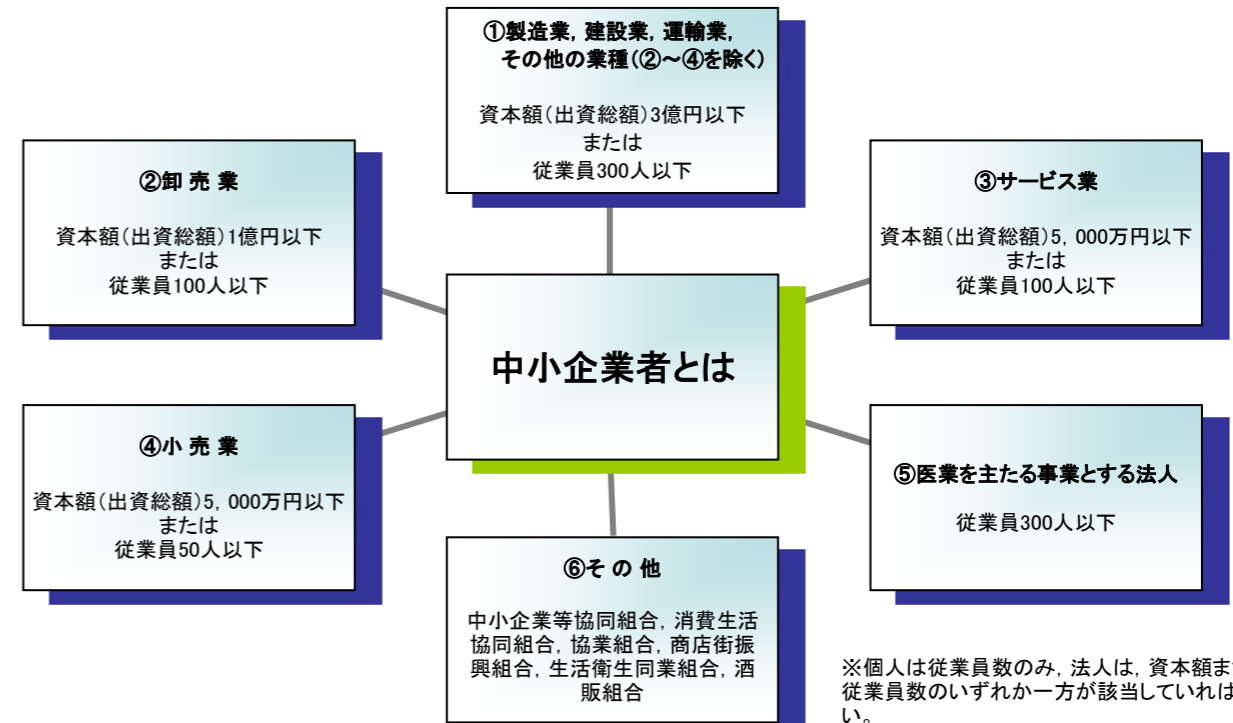 ①製造業，建設業，運輸業，
その他の業種（②～④を除く）
資本額（出資総額）3億円以下
または
従業員300人以下
②卸 売 業
資本額（出資総額）1億円以下
または
従業員100人以下
③サービス業
資本額（出資総額）5，000万円以下
または
従業員100人以下
中小企業者とは
④小 売 業
資本額（出資総額）5，000万円以下
または
従業員50人以下
⑤医業を主たる事業とする法人
従業員300人以下
⑥そ の 他
中小企業等協同組合，消費生活
協同組合，協業組合，商店街振
興組合，生活衛生同業組合，酒
販組合
※個人は従業員数のみ，法人は，資本額ま
従業員数のいずれか一方が該当していれば
い。